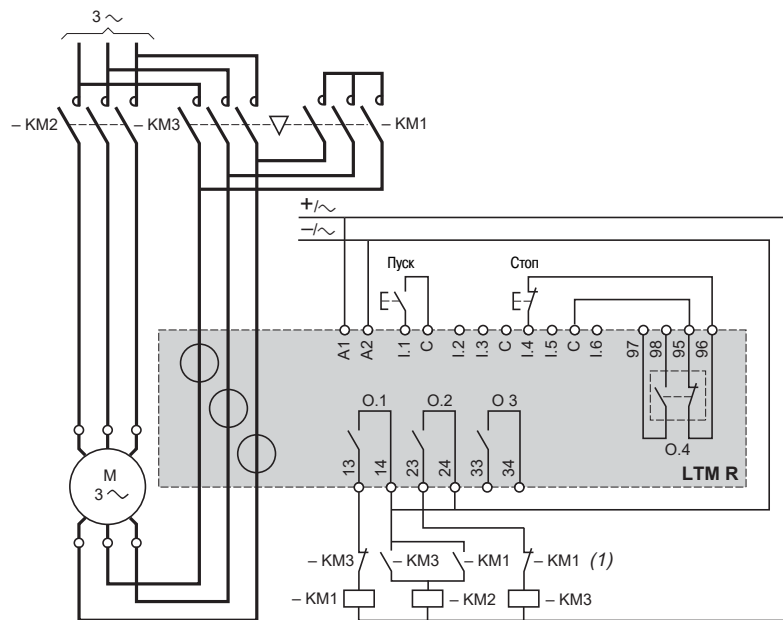 3 ∼
– KM2
– KM3
– KM1
+/∼
–/∼
Пуск
Стоп
A1
A2
I.1
C
I.2
I.3
C
I.4
I.5
C
I.6
97
98
95
96
O.1
O.2
O 3
O.4
13
14
23
24
33
34
LTM R
M
3 ∼
– KM3
– KM3
– KM1
– KM1 (1)
– KM1
– KM2
– KM3